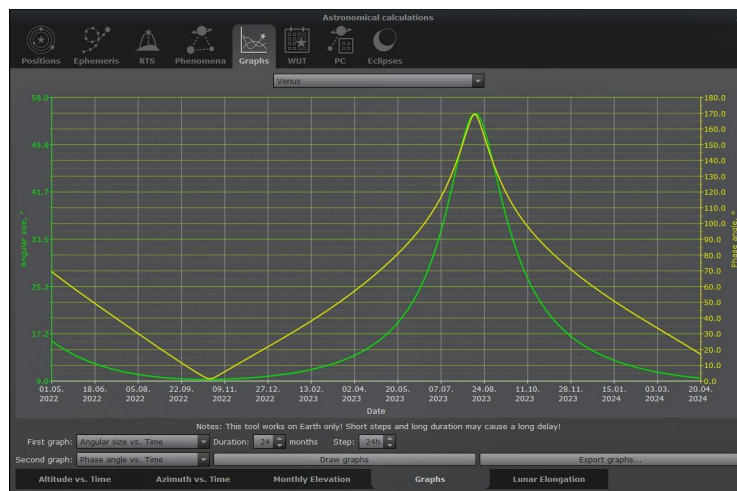 Astronomical calculations
Positions Ephemeris RTS Phenomena Graphs WUT PC Eclipses
Venus
58.0 180.0
170.0
160.0
49.8 150.0
140.0
130.0
41.7 120.0
110.0
100.0
33.5 90.0
80.0
70.0
25.3 60.0
50.0
40.0
17.2 30.0
20.0
10.0
9.0 0.0
Angular size, "
Phase angle, °
01.05. 18.06. 05.08. 22.09. 09.11. 27.12. 13.02. 02.04. 20.05. 07.07. 24.08. 11.10. 28.11. 15.01. 03.03. 20.04.
2022 2022 2022 2022 2022 2022 2023 2023 2023 2023 2023 2023 2023 2024 2024 2024
Date
Notes: This tool works on Earth only! Short steps and long duration may cause a long delay!
First graph: Angular size vs. Time Duration: 24 months Step: 24h
Second graph: Phase angle vs. Time Draw graphs Export graphs...
Altitude vs. Time Azimuth vs. Time Monthly Elevation Graphs Lunar Elongation